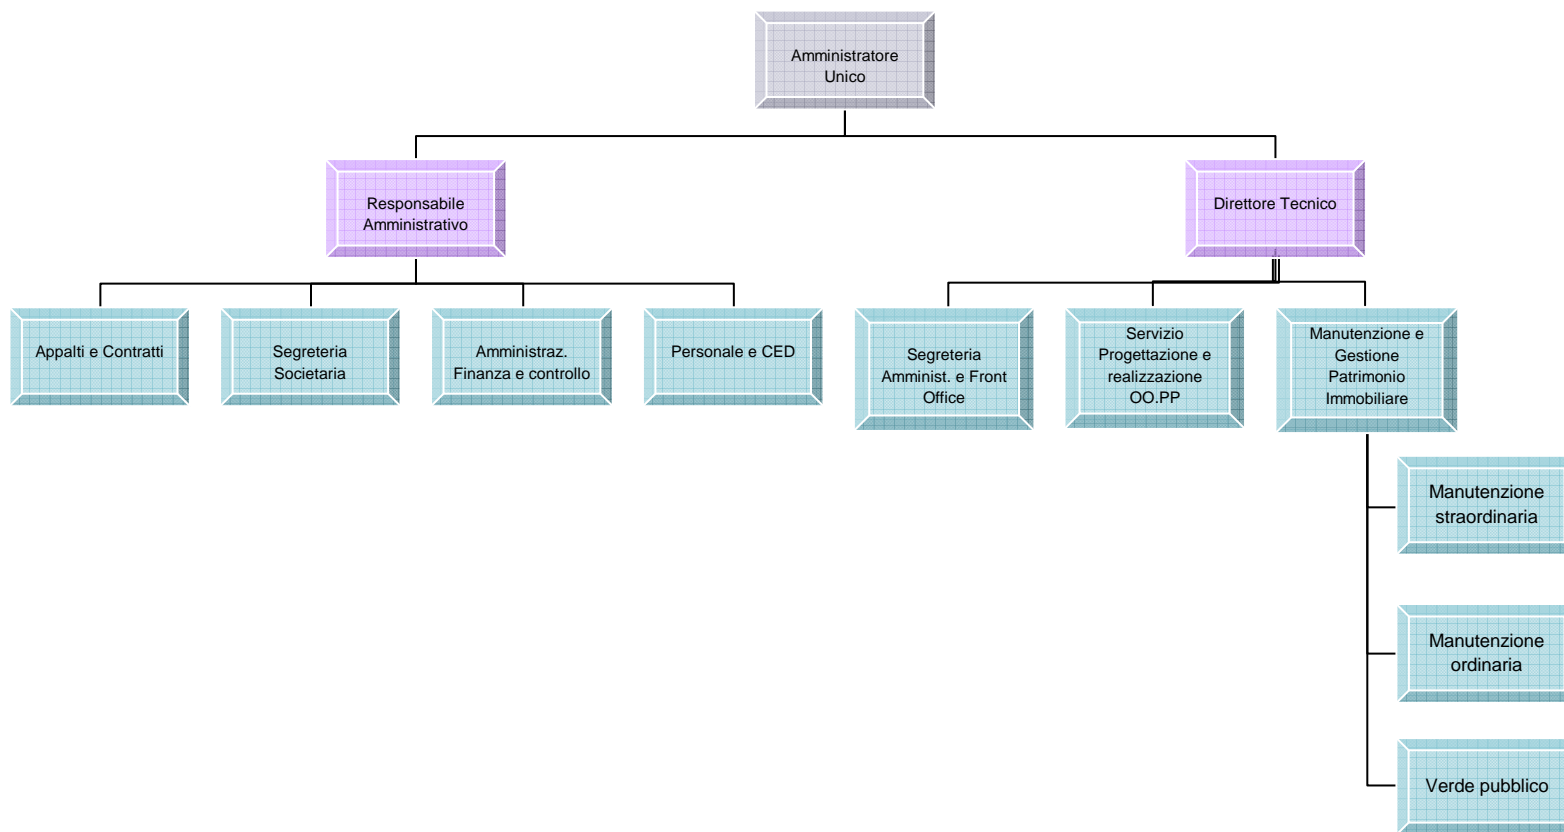 Amministratore
Unico
Responsabile
Amministrativo
Direttore Tecnico
Appalti e Contratti
Segreteria
Societaria
Amministraz.
Finanza e controllo
Personale e CED
Segreteria
Amminist. e Front
Office
Servizio
Progettazione e
realizzazione
OO.PP
Manutenzione e
Gestione
Patrimonio
Immobiliare
Manutenzione
straordinaria
Manutenzione
ordinaria
Verde pubblico